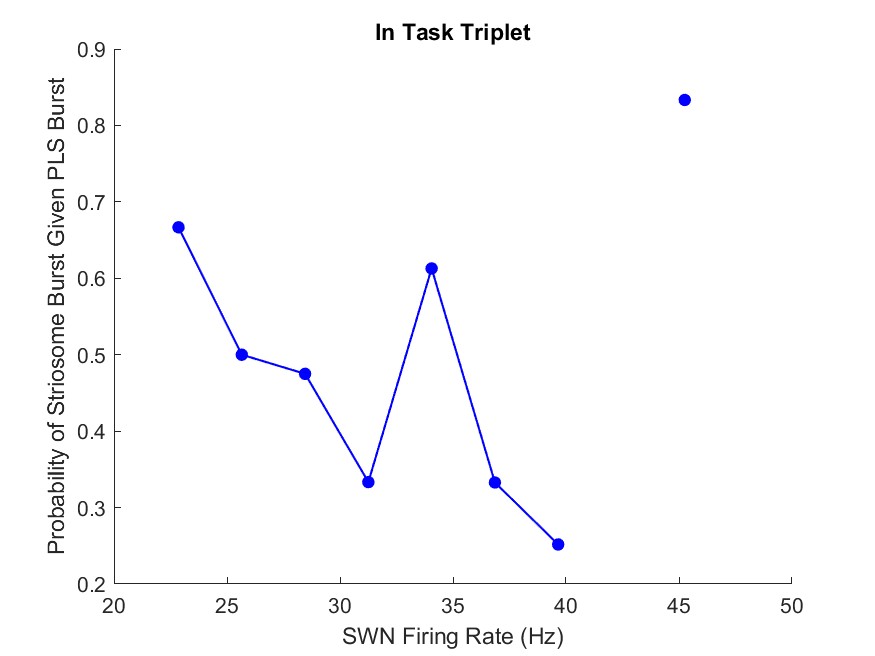 In Task Triplet
Probability of Striosome Burst Given PLS Burst
0.9
0.8
0.7
0.6
0.5
0.4
0.3
0.2
20 25 30 35 40 45 50
SWN Firing Rate (Hz)